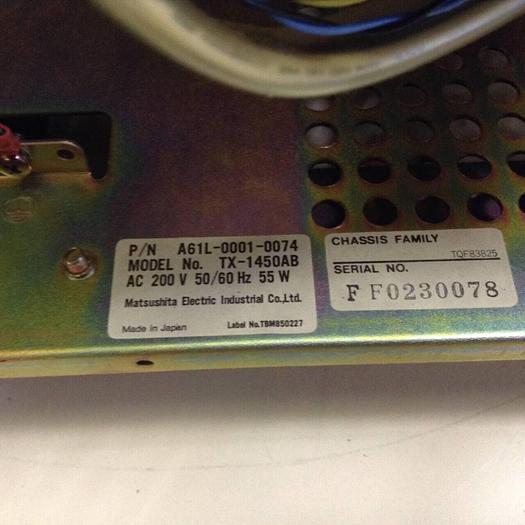 P/N A61L-0001-0074
MODEL No. TX-1450AB
AC 200 V 50/60 Hz 55 W
Matsushita Electric Industrial Co.,Ltd.
Made in Japan Label No.TBM850227
CHASSIS FAMILY
TQF83825
SERIAL NO.
F F0230078